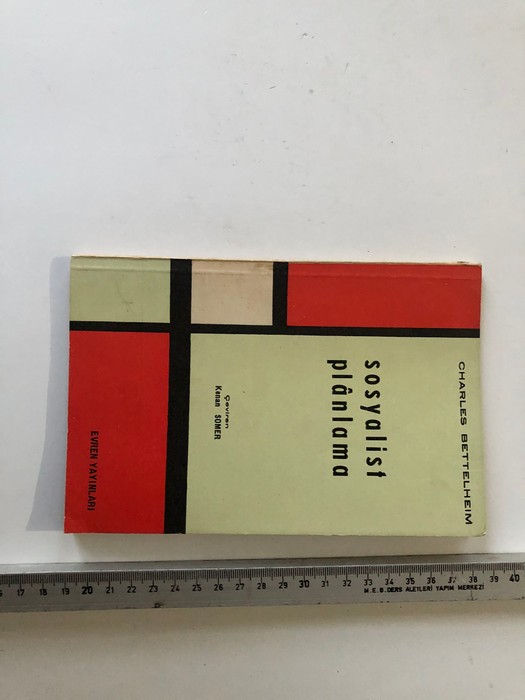 CHARLES BETTELHEIM
sosyalist
plânlama
Çeviren
Kenan SOMER
EVREN YAYINLARI
17 18 19 20 21 22 23 24 25 26 27 28 29 30 31 32 33 34 35 36 37 38 39 40
M.E.B. DERS ALETLERİ YAPIM MERKEZİ